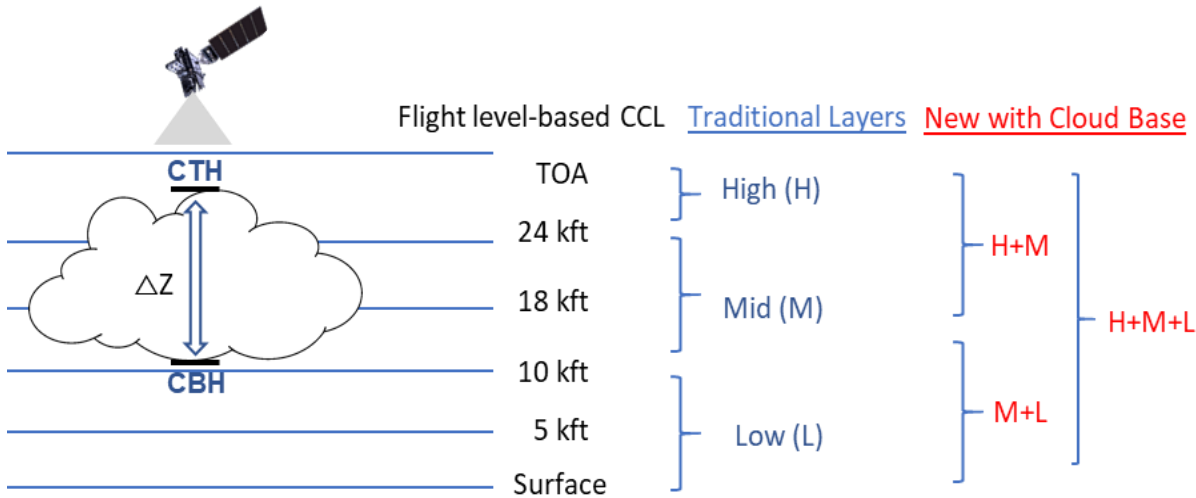 Flight level-based CCL Traditional Layers New with Cloud Base
CTH
TOA
High (H)
24 kft
H+M
△Z
18 kft
Mid (M)
H+M+L
10 kft
CBH
M+L
5 kft
Low (L)
Surface